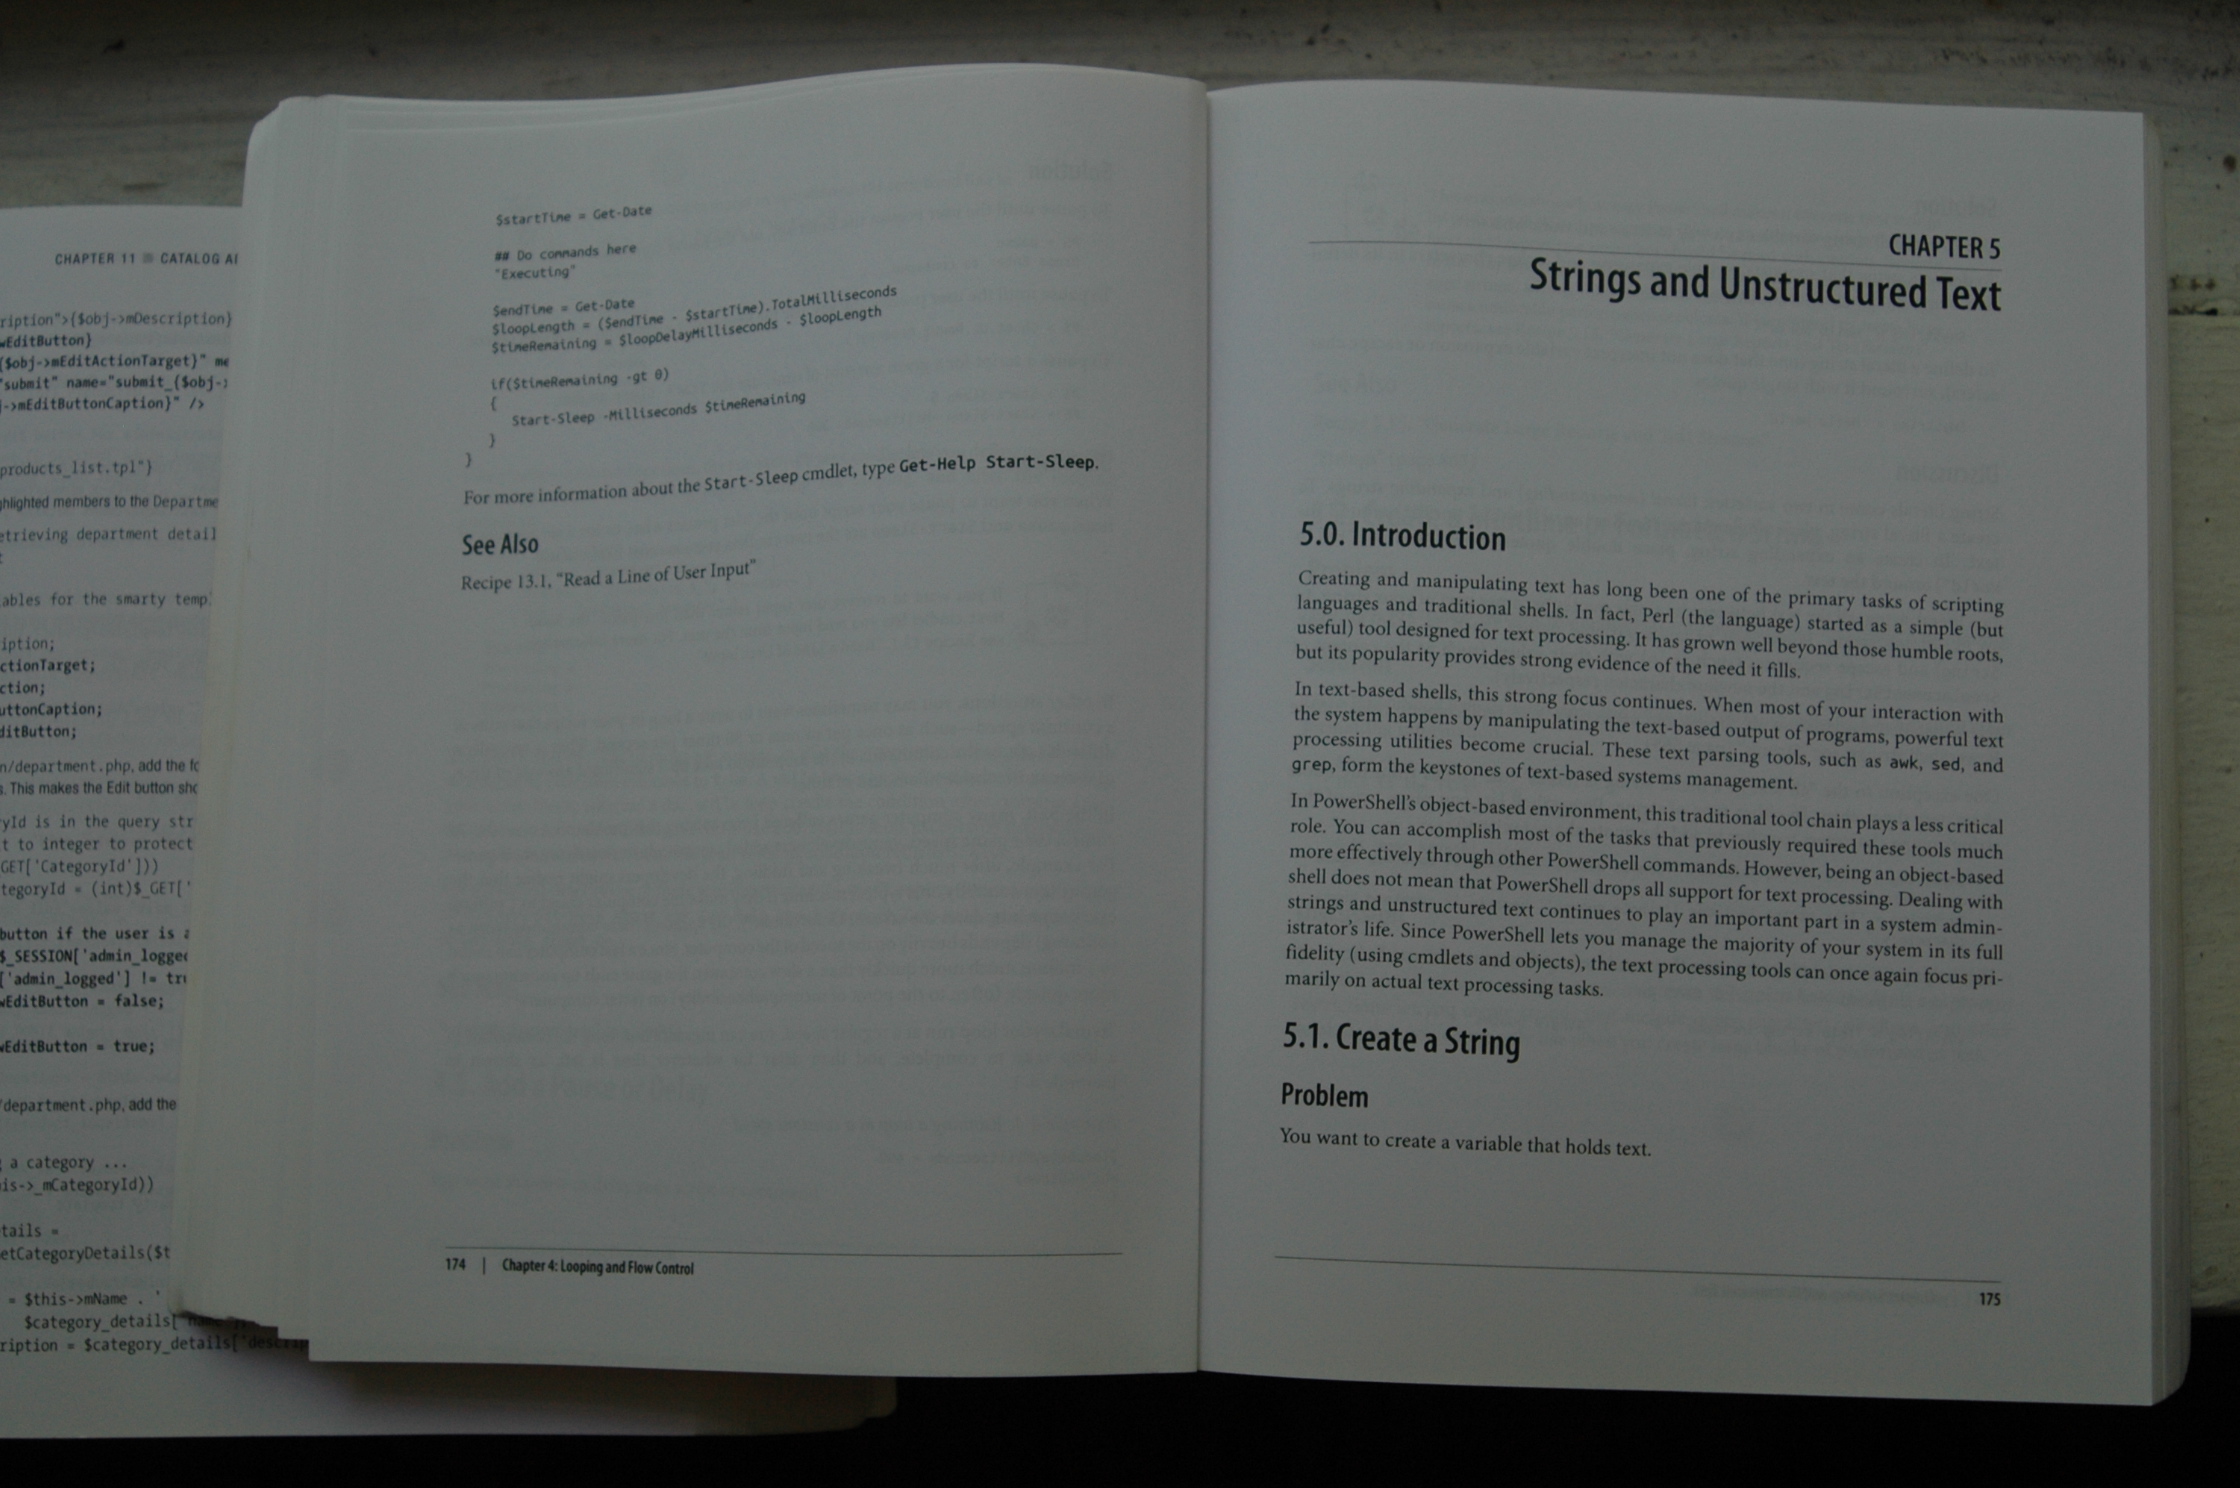 CHAPTER 11 ■ CATALOG
ription">{$obj->mDescription}
EditButton}
{$obj->mEditActionTarget}"
"submit" name="submit_{$obj->
j->mEditButtonCaption}" />
products_list.tpl"}
ghlighted members to the
etrieving department detail
ables for the smarty
iption;
ctionTarget;
ction;
uttonCaption;
ditButton;
n/department.php, add the
s. This makes the Edit button
yId is in the query
t to integer to protect
GET['CategoryId']))
tegoryId = (int)$_GET['
button if the user is
$_SESSION['admin_logged
['admin_logged'] !=
EditButton = false;
EditButton = true;
/department.php, add the
a category ...
is->_mCategoryId))
tails =
etCategoryDetails($t
= $this->mName . '
$category_details[
ription = $category_details[
$startTime = Get-Date
## Do commands here
"Executing"
$endTime = Get-Date
$loopLength = ($endTime - $startTime).TotalMilliseconds
$timeRemaining = $loopDelayMilliseconds - $loopLength
if($timeRemaining -gt 0)
{
Start-Sleep -Milliseconds $timeRemaining
}
}
For more information about the Start-Sleep cmdlet, type Get-Help Start-Sleep.
See Also
Recipe 13.1, “Read a Line of User Input”
174 | Chapter 4: Looping and Flow Control
CHAPTER 5
Strings and Unstructured Text
5.0. Introduction
Creating and manipulating text has long been one of the primary tasks of scripting
languages and traditional shells. In fact, Perl (the language) started as a simple (but
useful) tool designed for text processing. It has grown well beyond those humble roots,
but its popularity provides strong evidence of the need it fills.
In text-based shells, this strong focus continues. When most of your interaction with
the system happens by manipulating the text-based output of programs, powerful text
processing utilities become crucial. These text parsing tools, such as awk, sed, and
grep, form the keystones of text-based systems management.
In PowerShell’s object-based environment, this traditional tool chain plays a less critical
role. You can accomplish most of the tasks that previously required these tools much
more effectively through other PowerShell commands. However, being an object-based
shell does not mean that PowerShell drops all support for text processing. Dealing with
strings and unstructured text continues to play an important part in a system admin-
istrator’s life. Since PowerShell lets you manage the majority of your system in its full
fidelity (using cmdlets and objects), the text processing tools can once again focus pri-
marily on actual text processing tasks.
5.1. Create a String
Problem
You want to create a variable that holds text.
175